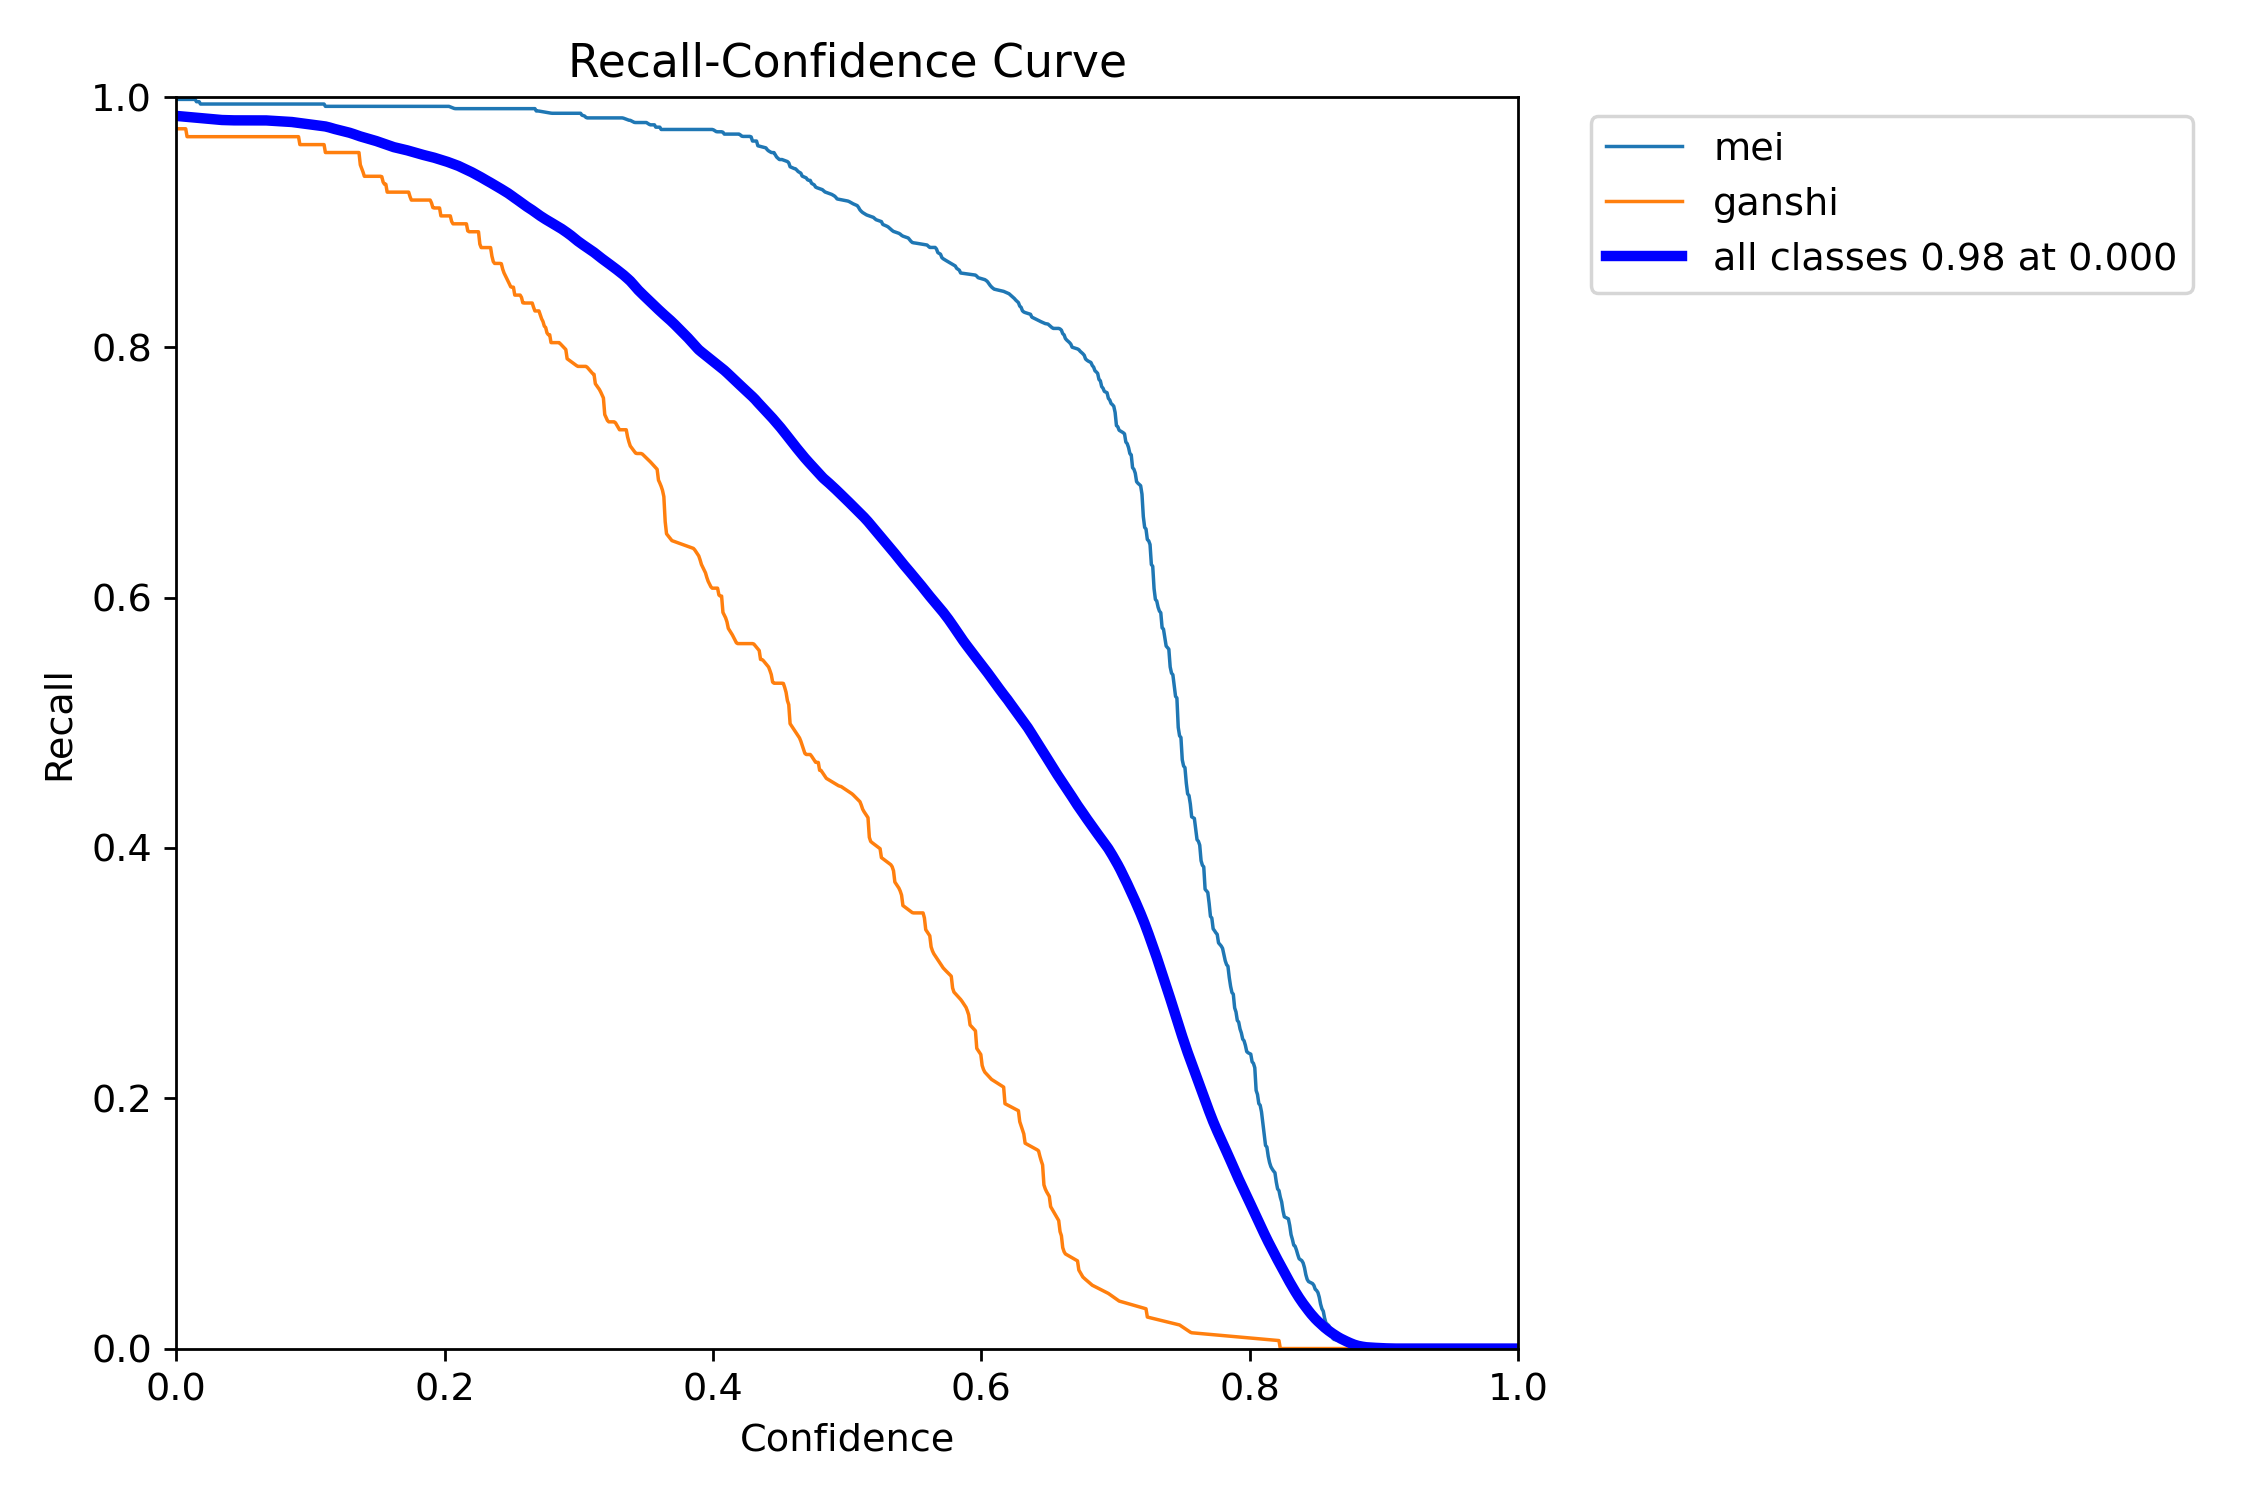 Recall-Confidence Curve
mei
ganshi
all classes 0.98 at 0.000
1.0
0.8
0.6
0.4
0.2
0.0
Recall
0.0 0.2 0.4 0.6 0.8 1.0
Confidence